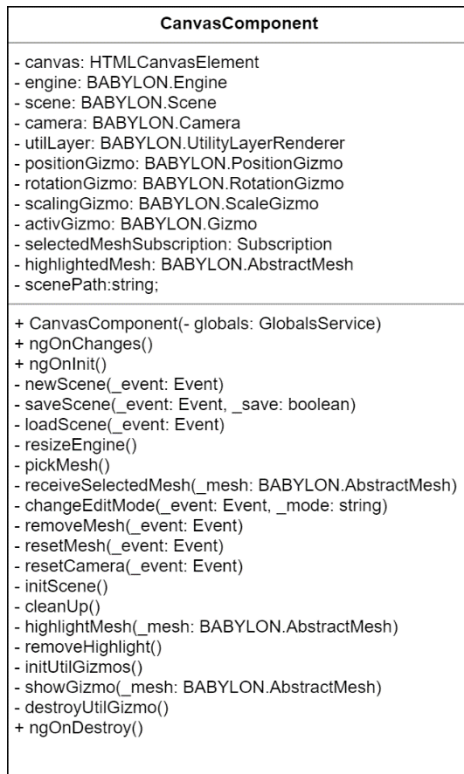 CanvasComponent
- canvas: HTMLCanvasElement
- engine: BABYLON.Engine
- scene: BABYLON.Scene
- camera: BABYLON.Camera
- utilLayer: BABYLON.UtilityLayerRenderer
- positionGizmo: BABYLON.PositionGizmo
- rotationGizmo: BABYLON.RotationGizmo
- scalingGizmo: BABYLON.ScaleGizmo
- activGizmo: BABYLON.Gizmo
- selectedMeshSubscription: Subscription
- highlightedMesh: BABYLON.AbstractMesh
- scenePath:string;
+ CanvasComponent(- globals: GlobalsService)
+ ngOnChanges()
+ ngOnInit()
- newScene(_event: Event)
- saveScene(_event: Event, _save: boolean)
- loadScene(_event: Event)
- resizeEngine()
- pickMesh()
- receiveSelectedMesh(_mesh: BABYLON.AbstractMesh)
- changeEditMode(_event: Event, _mode: string)
- removeMesh(_event: Event)
- resetMesh(_event: Event)
- resetCamera(_event: Event)
- initScene()
- cleanUp()
- highlightMesh(_mesh: BABYLON.AbstractMesh)
- removeHighlight()
- initUtilGizmos()
- showGizmo(_mesh: BABYLON.AbstractMesh)
- destroyUtilGizmo()
+ ngOnDestroy()